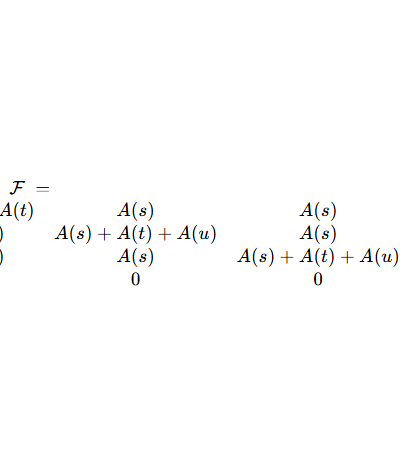 ℱ =
A(t) A(s) A(s)
) A(s) + A(t) + A(u) A(s)
) A(s) A(s) + A(t) + A(u)
0 0